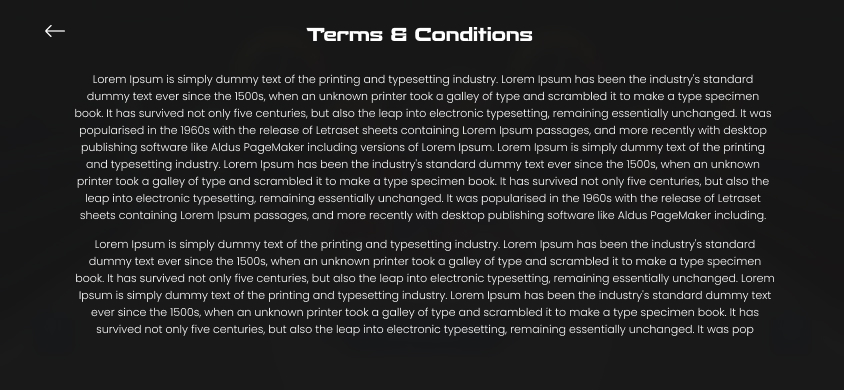 Terms & Conditions
Lorem Ipsum is simply dummy text of the printing and typesetting industry. Lorem Ipsum has been the industry's standard
dummy text ever since the 1500s, when an unknown printer took a galley of type and scrambled it to make a type specimen
book. It has survived not only five centuries, but also the leap into electronic typesetting, remaining essentially unchanged. It was
popularised in the 1960s with the release of Letraset sheets containing Lorem Ipsum passages, and more recently with desktop
publishing software like Aldus PageMaker including versions of Lorem Ipsum. Lorem Ipsum is simply dummy text of the printing
and typesetting industry. Lorem Ipsum has been the industry's standard dummy text ever since the 1500s, when an unknown
printer took a galley of type and scrambled it to make a type specimen book. It has survived not only five centuries, but also the
leap into electronic typesetting, remaining essentially unchanged. It was popularised in the 1960s with the release of Letraset
sheets containing Lorem Ipsum passages, and more recently with desktop publishing software like Aldus PageMaker including.
Lorem Ipsum is simply dummy text of the printing and typesetting industry. Lorem Ipsum has been the industry's standard
dummy text ever since the 1500s, when an unknown printer took a galley of type and scrambled it to make a type specimen
book. It has survived not only five centuries, but also the leap into electronic typesetting, remaining essentially unchanged. Lorem
Ipsum is simply dummy text of the printing and typesetting industry. Lorem Ipsum has been the industry's standard dummy text
ever since the 1500s, when an unknown printer took a galley of type and scrambled it to make a type specimen book. It has
survived not only five centuries, but also the leap into electronic typesetting, remaining essentially unchanged. It was pop